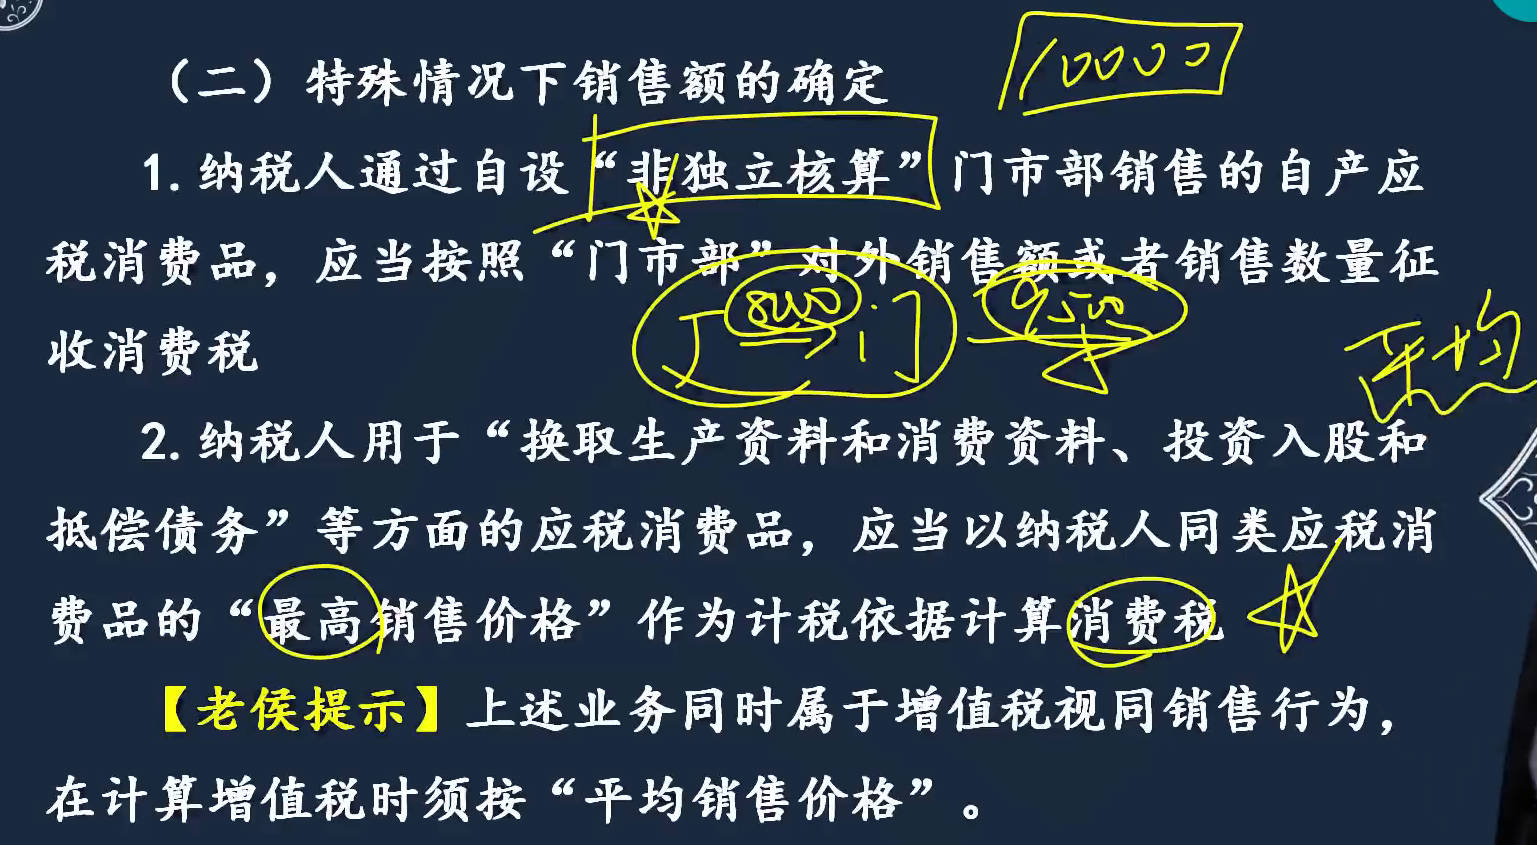 （二）特殊情况下销售额的确定
10000
1. 纳税人通过自设“非独立核算”门市部销售的自产应
税消费品，应当按照“门市部”对外销售额或者销售数量征
8000 门 9500
收消费税
平均
2. 纳税人用于“换取生产资料和消费资料、投资入股和
抵偿债务”等方面的应税消费品，应当以纳税人同类应税消
费品的“最高销售价格”作为计税依据计算消费税
【老侯提示】上述业务同时属于增值税视同销售行为，
在计算增值税时须按“平均销售价格”。